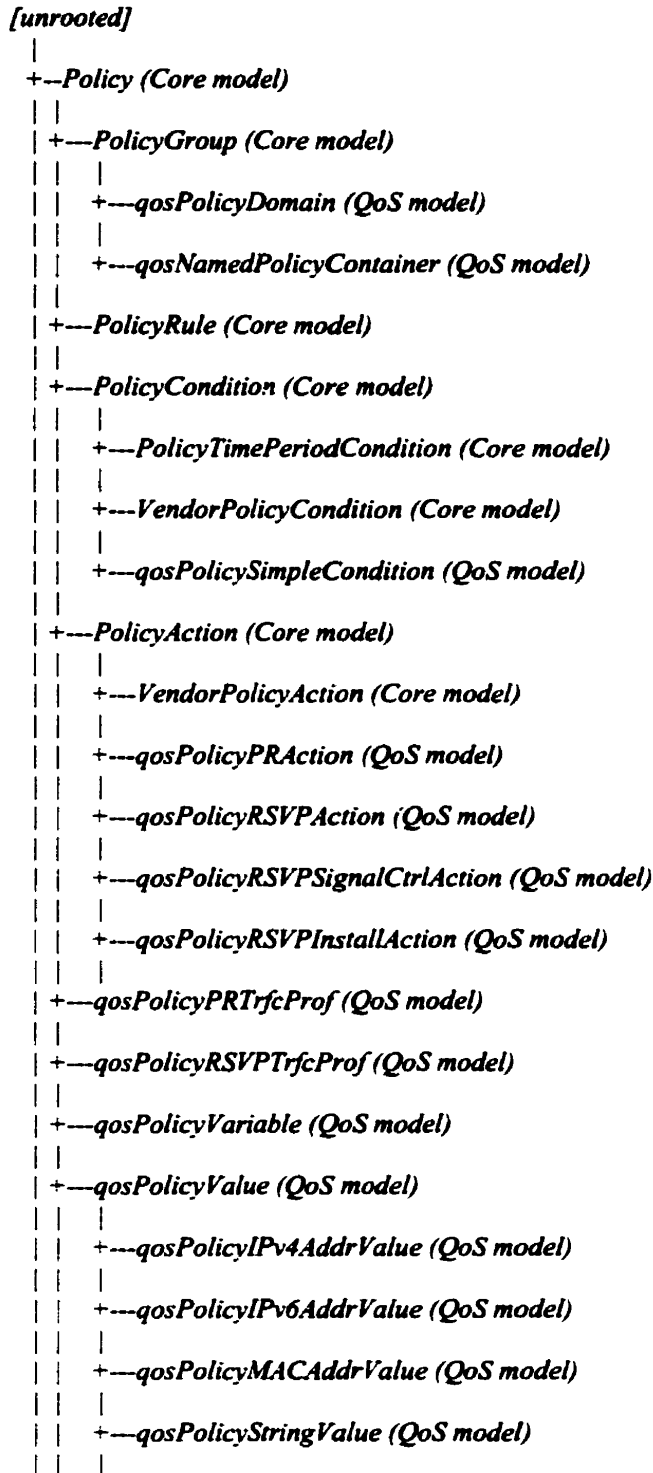 [unrooted]
|
+--Policy (Core model)
| |
| +---PolicyGroup (Core model)
| | |
| | +---qosPolicyDomain (QoS model)
| | |
| | +---qosNamedPolicyContainer (QoS model)
| |
| +---PolicyRule (Core model)
| |
| +---PolicyCondition (Core model)
| | |
| | +---PolicyTimePeriodCondition (Core model)
| | |
| | +---VendorPolicyCondition (Core model)
| | |
| | +---qosPolicySimpleCondition (QoS model)
| |
| +---PolicyAction (Core model)
| | |
| | +---VendorPolicyAction (Core model)
| | |
| | +---qosPolicyPRAction (QoS model)
| | |
| | +---qosPolicyRSVPAction (QoS model)
| | |
| | +---qosPolicyRSVPSignalCtrlAction (QoS model)
| | |
| | +---qosPolicyRSVPInstallAction (QoS model)
| | |
| +---qosPolicyPRTrfcProf (QoS model)
| |
| +---qosPolicyRSVPTrfcProf (QoS model)
| |
| +---qosPolicyVariable (QoS model)
| |
| +---qosPolicyValue (QoS model)
| | |
| | +---qosPolicyIPv4AddrValue (QoS model)
| | |
| | +---qosPolicyIPv6AddrValue (QoS model)
| | |
| | +---qosPolicyMACAddrValue (QoS model)
| | |
| | +---qosPolicyStringValue (QoS model)
| | |